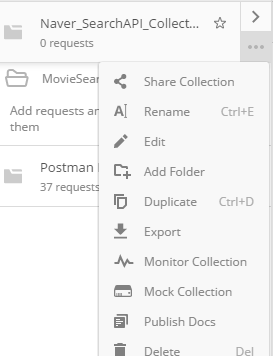 Naver_SearchAPI_Collect...
0 requests
MovieSear
Add requests an
them
Postman
37 requests
Share Collection
Rename Ctrl+E
Edit
Add Folder
Duplicate Ctrl+D
Export
Monitor Collection
Mock Collection
Publish Docs
Delete Del